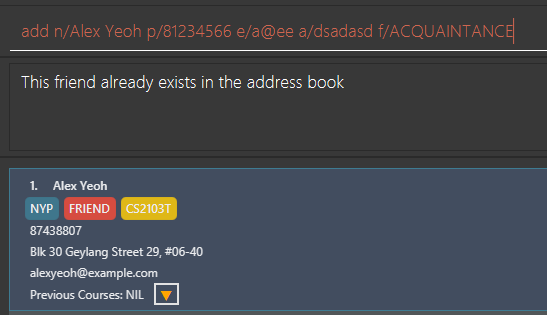 add n/Alex Yeoh p/81234566 e/a@ee a/dsadasd f/ACQUAINTANCE
This friend already exists in the address book
1. Alex Yeoh
NYP FRIEND CS2103T
87438807
Blk 30 Geylang Street 29, #06-40
alexyeoh@example.com
Previous Courses: NIL